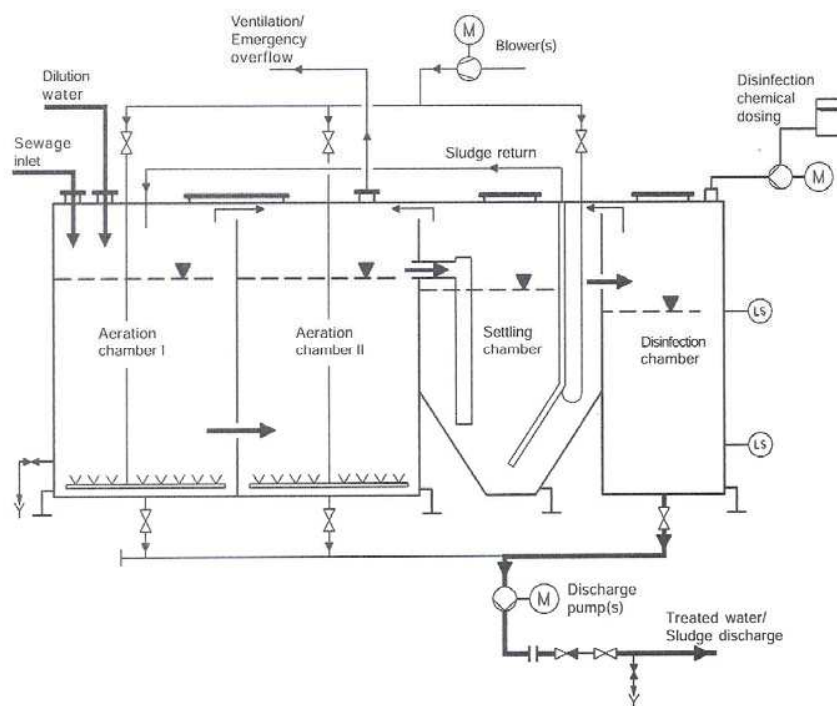 Ventilation/
Emergency
overflow
M
Blower(s)
Dilution
water
Disinfection
chemical
dosing
Sewage
inlet
Sludge return
M
Aeration
chamber I
Aeration
chamber II
Settling
chamber
Disinfection
chamber
LS
LS
M
Discharge
pump(s)
Treated water/
Sludge discharge